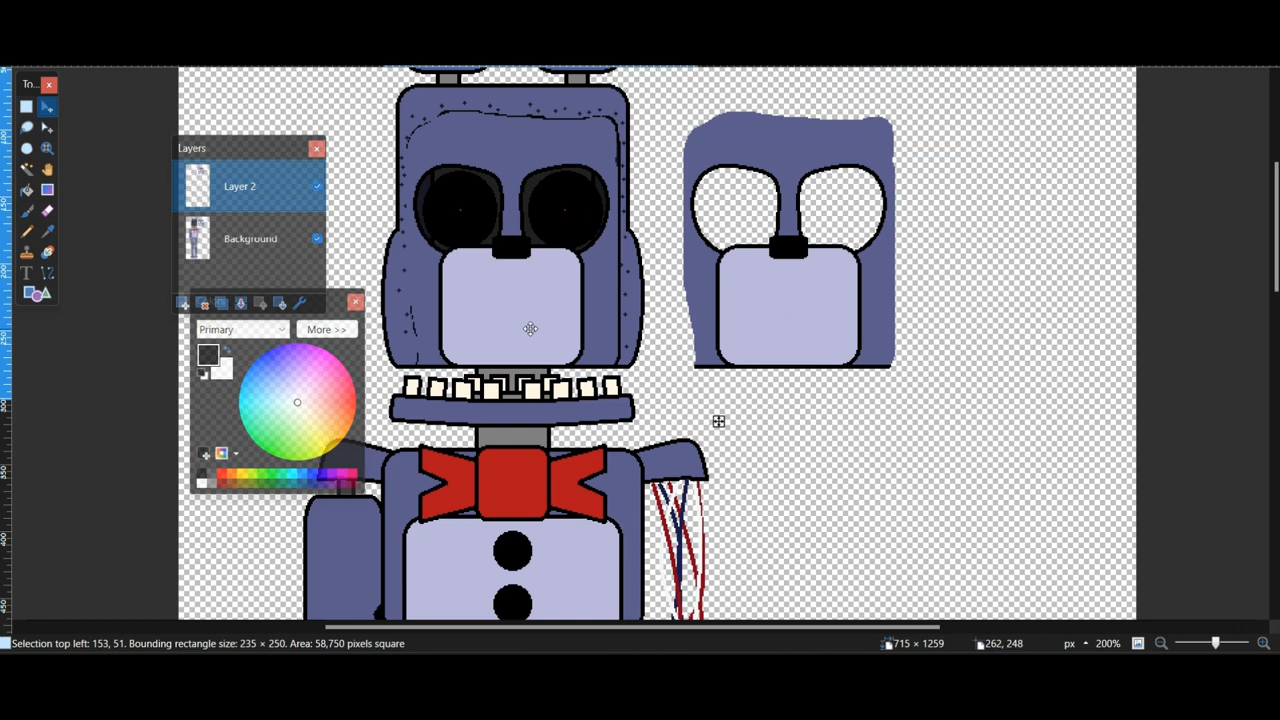 To...
Layers
Layer 2
Background
Primary
More >>
Selection top left: 153, 51. Bounding rectangle size: 235 × 250. Area: 58,750 pixels square
715 × 1259
262, 248
px
200%